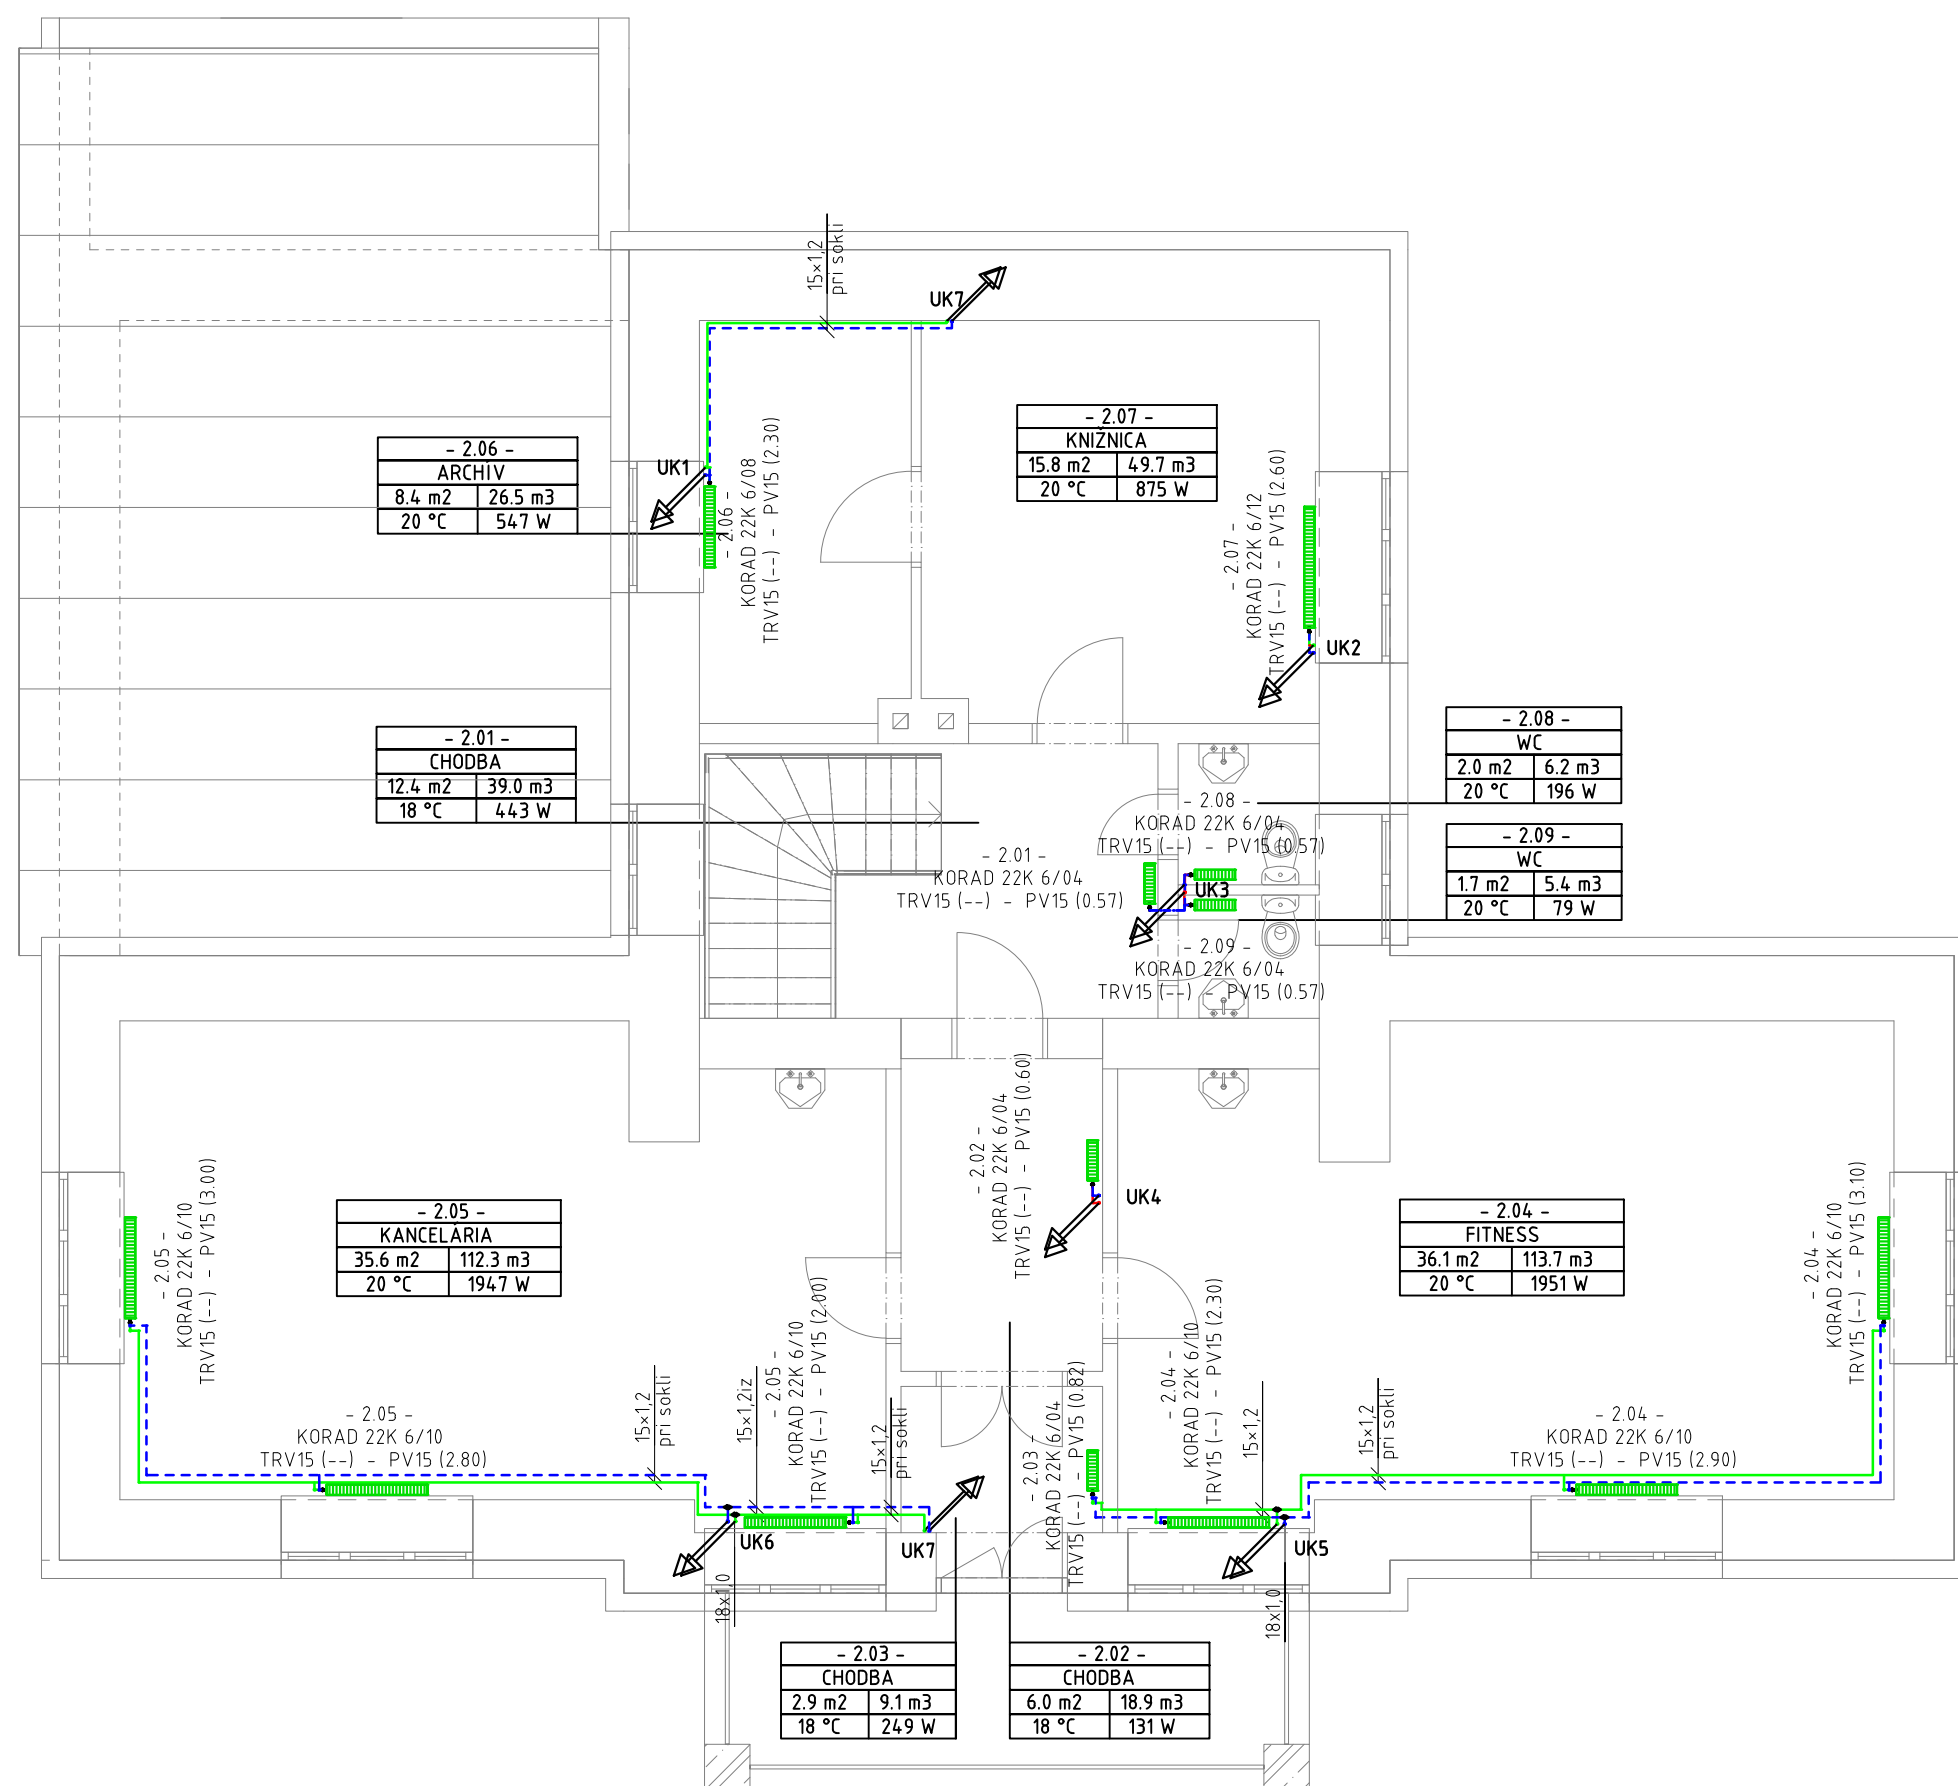 15×1,2
pri sokli
UK7
- 2.06 -
ARCHÍV
8.4 m2 26.5 m3
20 °C 547 W
UK1
- 2.06 -
KORAD 22K 6/08
TRV15 (--) - PV15 (2.30)
- 2.07 -
KNIŽNICA
15.8 m2 49.7 m3
20 °C 875 W
- 2.07 -
KORAD 22K 6/12
TRV15 (--) - PV15 (2.60)
UK2
- 2.01 -
CHODBA
12.4 m2 39.0 m3
18 °C 443 W
- 2.08 -
WC
2.0 m2 6.2 m3
20 °C 196 W
- 2.08 -
KORAD 22K 6/04
TRV15 (--) - PV15 (0.57)
- 2.09 -
WC
1.7 m2 5.4 m3
20 °C 79 W
- 2.01 -
KORAD 22K 6/04
TRV15 (--) - PV15 (0.57)
UK3
- 2.09 -
KORAD 22K 6/04
TRV15 (--) - PV15 (0.57)
- 2.02 -
KORAD 22K 6/04
TRV15 (--) - PV15 (0.60)
UK4
- 2.05 -
KORAD 22K 6/10
TRV15 (--) - PV15 (3.00)
- 2.05 -
KANCELÁRIA
35.6 m2 112.3 m3
20 °C 1947 W
- 2.04 -
FITNESS
36.1 m2 113.7 m3
20 °C 1951 W
- 2.04 -
KORAD 22K 6/10
TRV15 (--) - PV15 (3.10)
- 2.05 -
KORAD 22K 6/10
TRV15 (--) - PV15 (2.80)
15×1,2
pri sokli
15×1,2iz
- 2.05 -
KORAD 22K 6/10
TRV15 (--) - PV15 (2.00)
15×1,2
pri sokli
- 2.03 -
KORAD 22K 6/04
TRV15 (--) - PV15 (0.82)
- 2.04 -
KORAD 22K 6/10
TRV15 (--) - PV15 (2.30)
15×1,2
15×1,2
pri sokli
- 2.04 -
KORAD 22K 6/10
TRV15 (--) - PV15 (2.90)
UK6
UK7
UK5
18x1,0
18x1,0
- 2.03 -
CHODBA
2.9 m2 9.1 m3
18 °C 249 W
- 2.02 -
CHODBA
6.0 m2 18.9 m3
18 °C 131 W